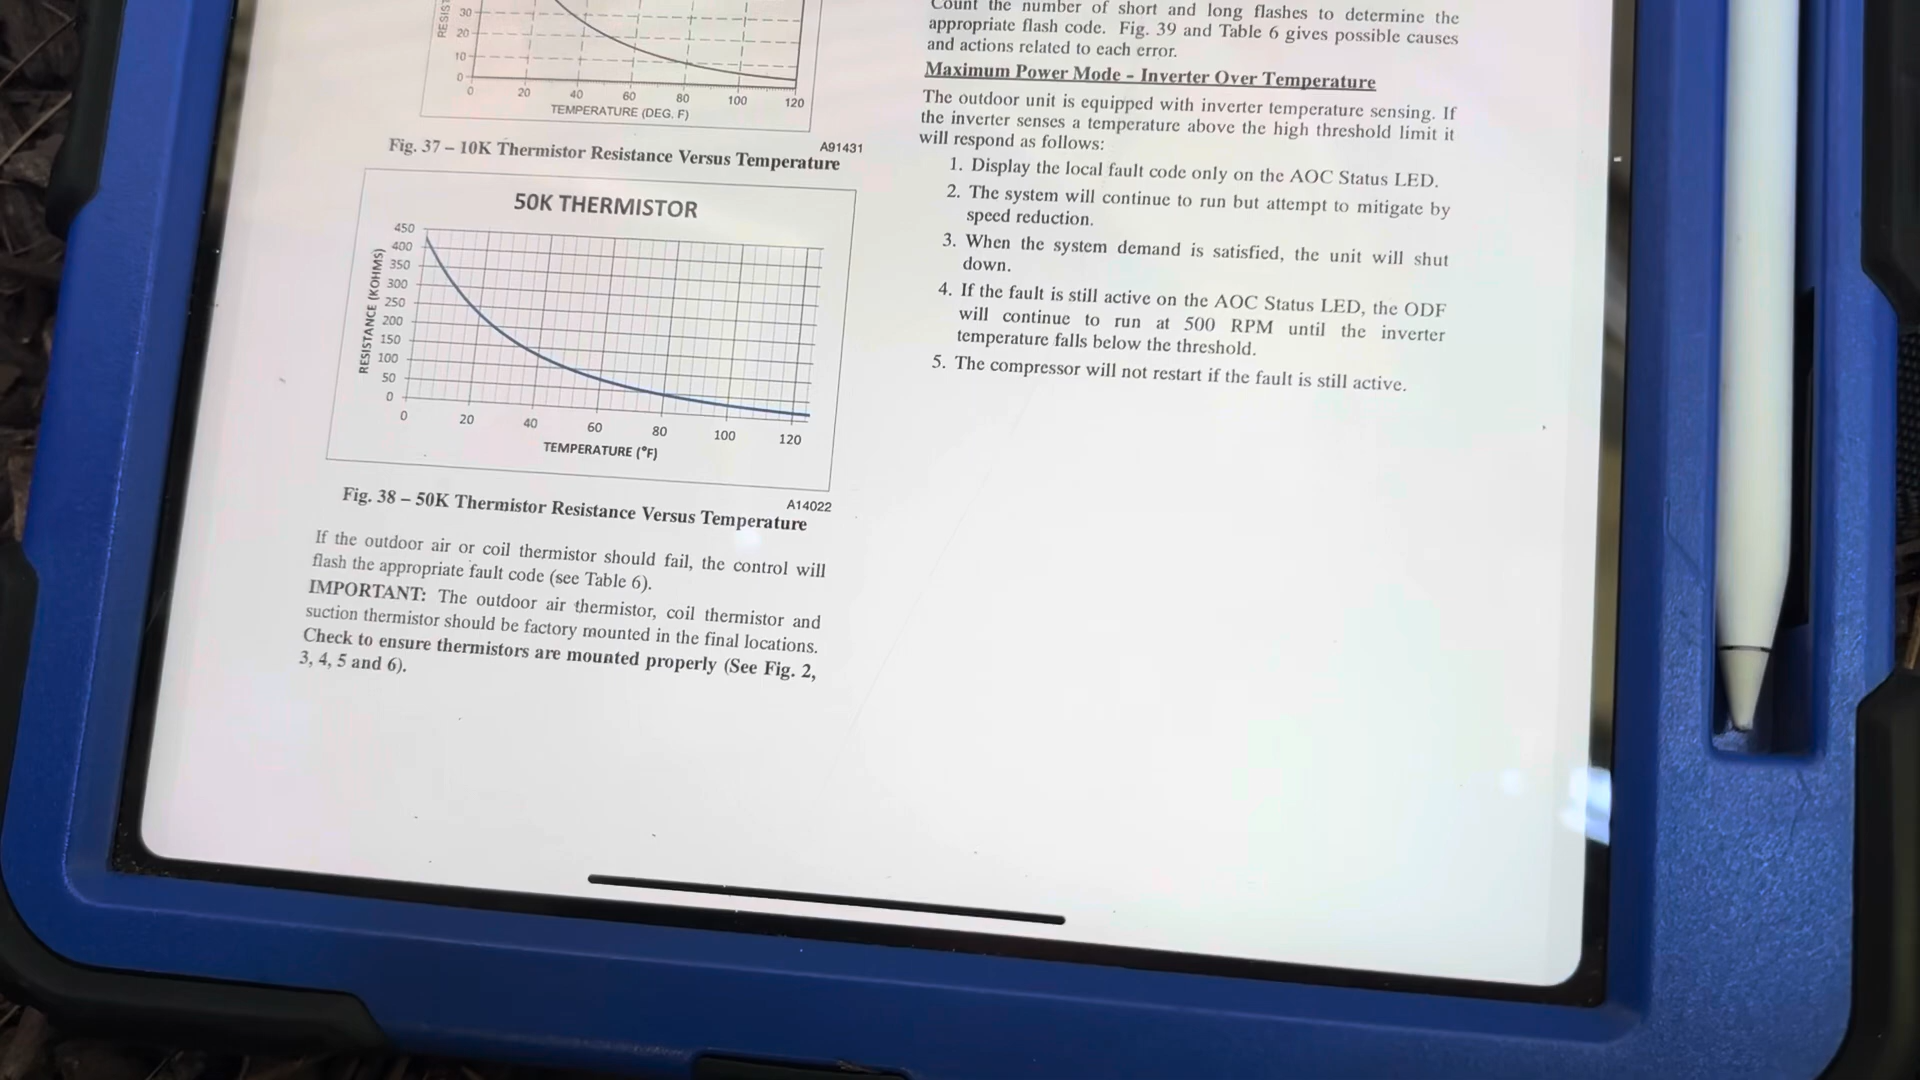 30
20
10
0
0 20 40 60 80 100 120
TEMPERATURE (DEG. F)
A91431
Fig. 37 – 10K Thermistor Resistance Versus Temperature
50K THERMISTOR
RESISTANCE (KOHMS)
450
400
350
300
250
200
150
100
50
0
0 20 40 60 80 100 120
TEMPERATURE (°F)
A14022
Fig. 38 – 50K Thermistor Resistance Versus Temperature
If the outdoor air or coil thermistor should fail, the control will
flash the appropriate fault code (see Table 6).
IMPORTANT: The outdoor air thermistor, coil thermistor and
suction thermistor should be factory mounted in the final locations.
Check to ensure thermistors are mounted properly (See Fig. 2,
3, 4, 5 and 6).
Count the number of short and long flashes to determine the
appropriate flash code. Fig. 39 and Table 6 gives possible causes
and actions related to each error.
Maximum Power Mode - Inverter Over Temperature
The outdoor unit is equipped with inverter temperature sensing. If
the inverter senses a temperature above the high threshold limit it
will respond as follows:
1. Display the local fault code only on the AOC Status LED.
2. The system will continue to run but attempt to mitigate by
speed reduction.
3. When the system demand is satisfied, the unit will shut
down.
4. If the fault is still active on the AOC Status LED, the ODF
will continue to run at 500 RPM until the inverter
temperature falls below the threshold.
5. The compressor will not restart if the fault is still active.